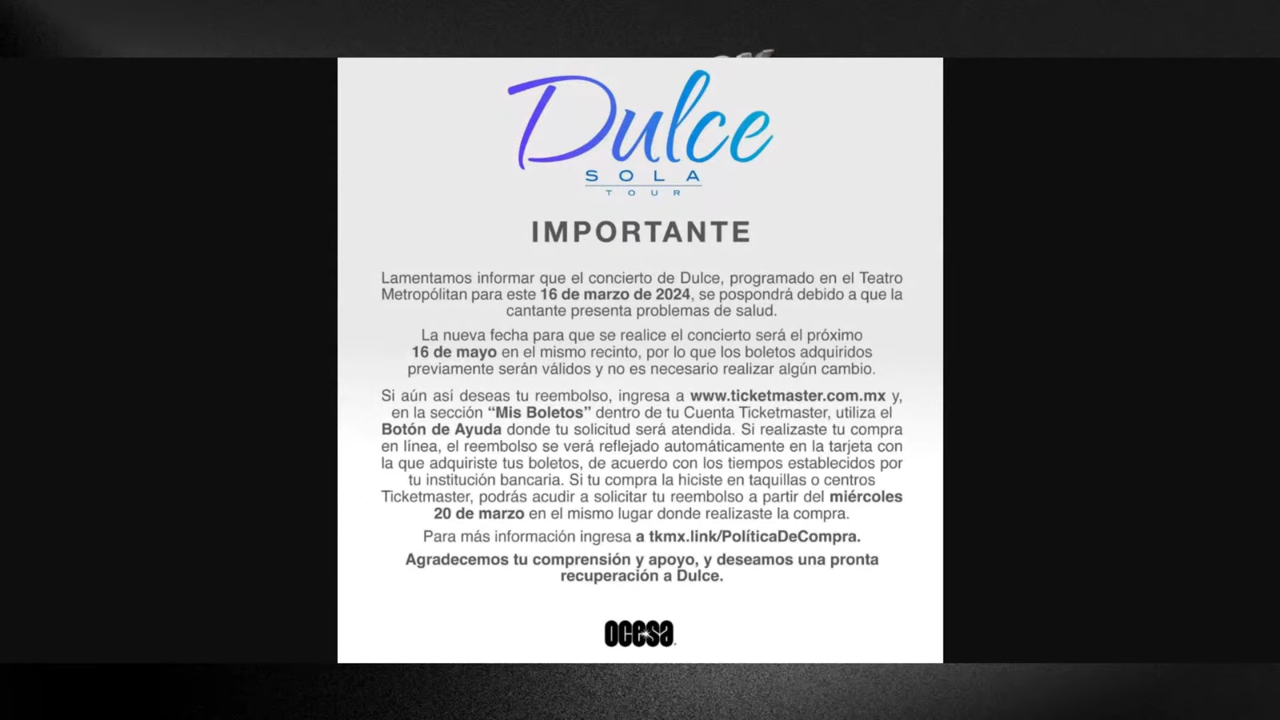 Dulce
SOLA
TOUR
IMPORTANTE
Lamentamos informar que el concierto de Dulce, programado en el Teatro
Metropólitan para este 16 de marzo de 2024, se pospondrá debido a que la
cantante presenta problemas de salud.
La nueva fecha para que se realice el concierto será el próximo
16 de mayo en el mismo recinto, por lo que los boletos adquiridos
previamente serán válidos y no es necesario realizar algún cambio.
Si aún así deseas tu reembolso, ingresa a www.ticketmaster.com.mx y,
en la sección “Mis Boletos” dentro de tu Cuenta Ticketmaster, utiliza el
Botón de Ayuda donde tu solicitud será atendida. Si realizaste tu compra
en línea, el reembolso se verá reflejado automáticamente en la tarjeta con
la que adquiriste tus boletos, de acuerdo con los tiempos establecidos por
tu institución bancaria. Si tu compra la hiciste en taquillas o centros
Ticketmaster, podrás acudir a solicitar tu reembolso a partir del miércoles
20 de marzo en el mismo lugar donde realizaste la compra.
Para más información ingresa a tkmx.link/PolíticaDeCompra.
Agradecemos tu comprensión y apoyo, y deseamos una pronta
recuperación a Dulce.
ocesa